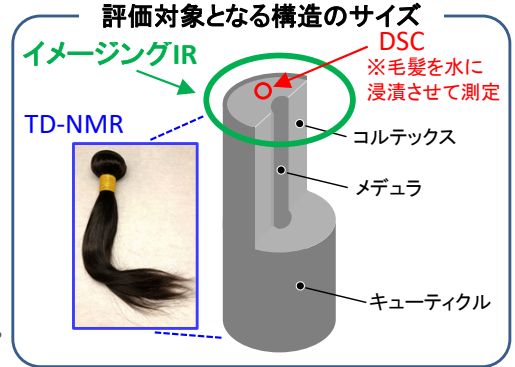 評価対象となる構造のサイズ
イメージングIR
DSC
※毛髪を水に
浸漬させて測定
TD-NMR
コルテックス
メデュラ
キューティクル